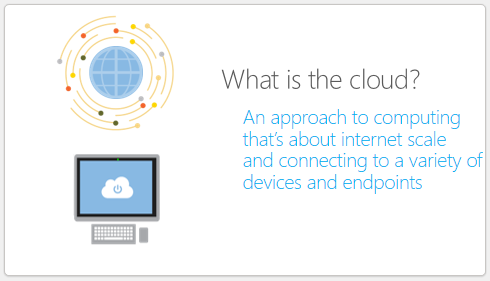 What is the cloud?
An approach to computing
that's about internet scale
and connecting to a variety of
devices and endpoints